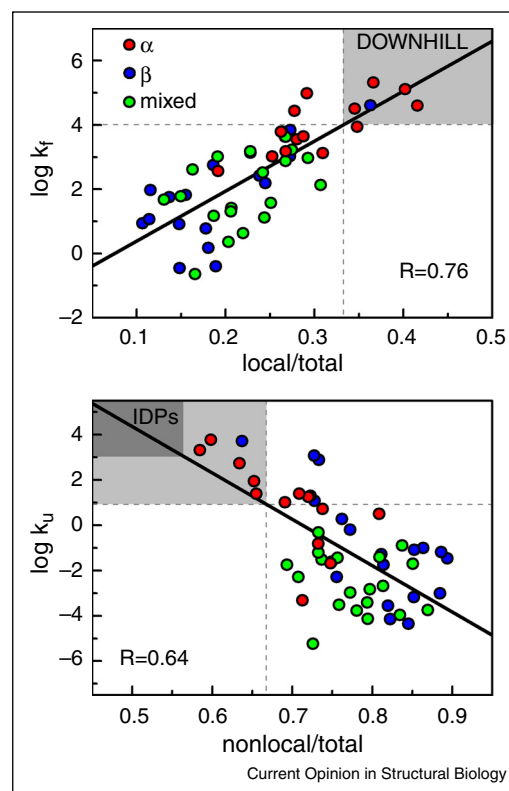 DOWNHILL
α
β
mixed
6
4
2
0
−2
log kf
R=0.76
0.1 0.2 0.3 0.4 0.5
local/total
IDPs
4
2
0
−2
−4
−6
log ku
R=0.64
0.5 0.6 0.7 0.8 0.9
nonlocal/total
Current Opinion in Structural Biology